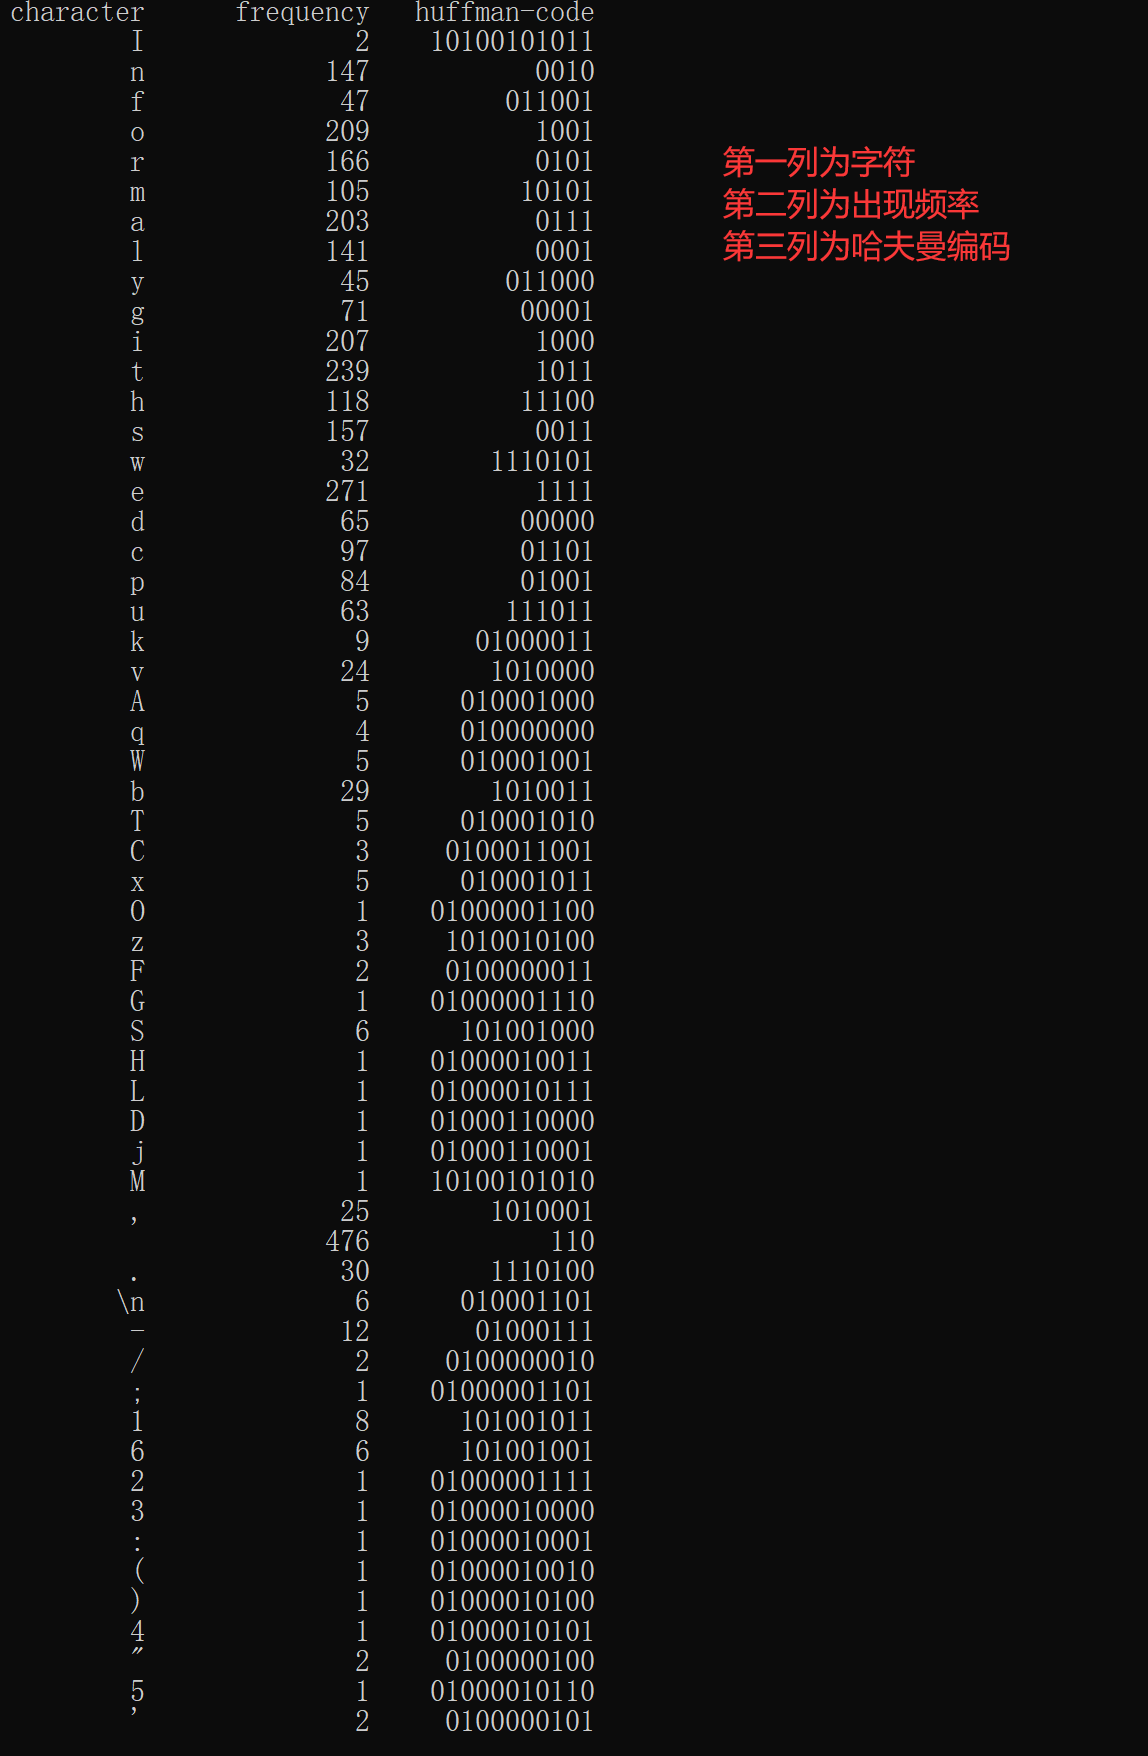 character frequency huffman-code
I 2 10100101011
n 147 0010
f 47 011001
o 209 1001
r 166 0101
m 105 10101
a 203 0111
l 141 0001
y 45 011000
g 71 00001
i 207 1000
t 239 1011
h 118 11100
s 157 0011
w 32 1110101
e 271 1111
d 65 00000
c 97 01101
p 84 01001
u 63 111011
k 9 01000011
v 24 1010000
A 5 010001000
q 4 010000000
W 5 010001001
b 29 1010011
T 5 010001010
C 3 0100011001
x 5 010001011
O 1 01000001100
z 3 1010010100
F 2 0100000011
G 1 01000001110
S 6 101001000
H 1 01000010011
L 1 01000010111
D 1 01000110000
j 1 01000110001
M 1 10100101010
, 25 1010001
476 110
. 30 1110100
\n 6 010001101
- 12 01000111
/ 2 0100000010
; 1 01000001101
1 8 101001011
6 6 101001001
2 1 01000001111
3 1 01000010000
: 1 01000010001
( 1 01000010010
) 1 01000010100
4 1 01000010101
" 2 0100000100
5 1 01000010110
' 2 0100000101
第一列为字符
第二列为出现频率
第三列为哈夫曼编码